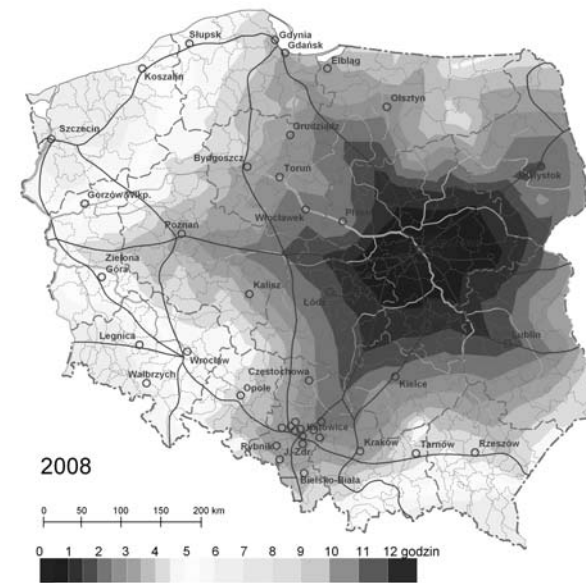 Słupsk
Gdynia
Gdańsk
Koszalin
Elbląg
Olsztyn
Szczecin
Grudziądz
Bydgoszcz
Toruń
Białystok
Gorzów Wlkp.
Włocławek
Poznań
Zielona
Góra
Kalisz
Łódź
Lublin
Legnica
Wrocław
Wałbrzych
Częstochowa
Opole
Kielce
Katowice
Rybnik
J. Zdr.
Kraków
Tarnów
Rzeszów
Bielsko-Biała
2008
0 50 100 150 200 km
0 1 2 3 4 5 6 7 8 9 10 11 12 godzin